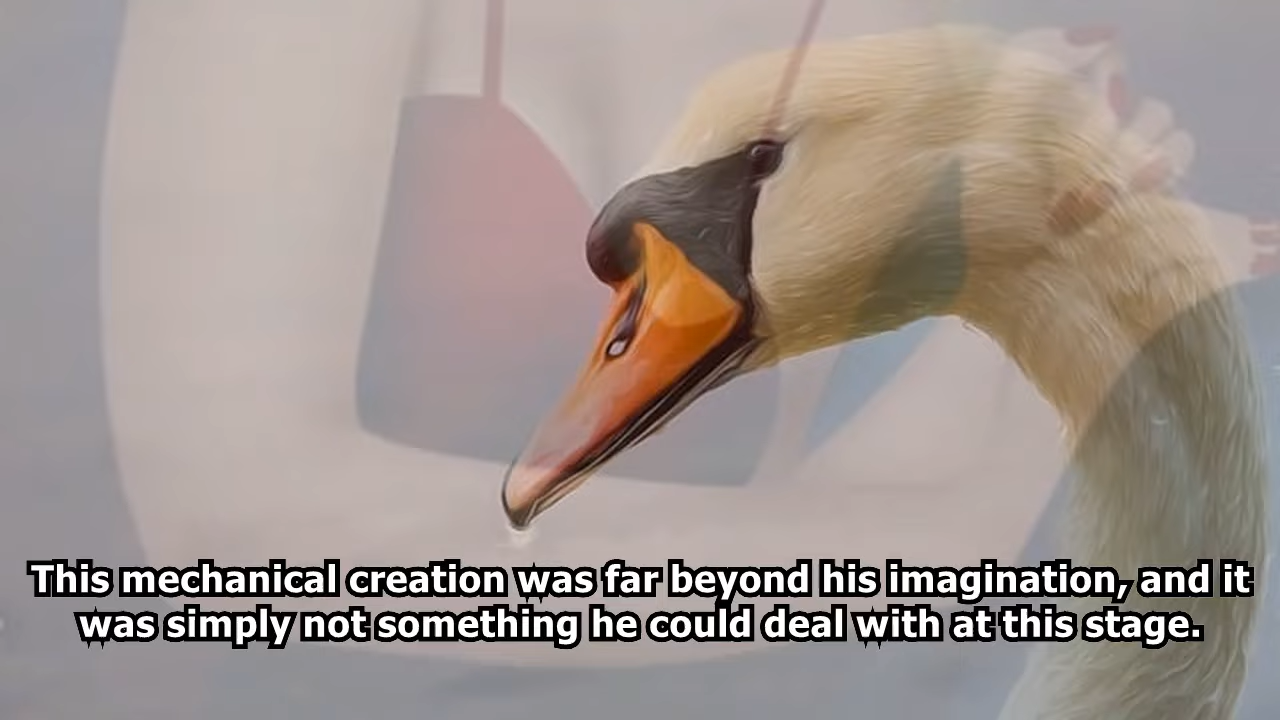 This mechanical creation was far beyond his imagination, and it
was simply not something he could deal with at this stage.